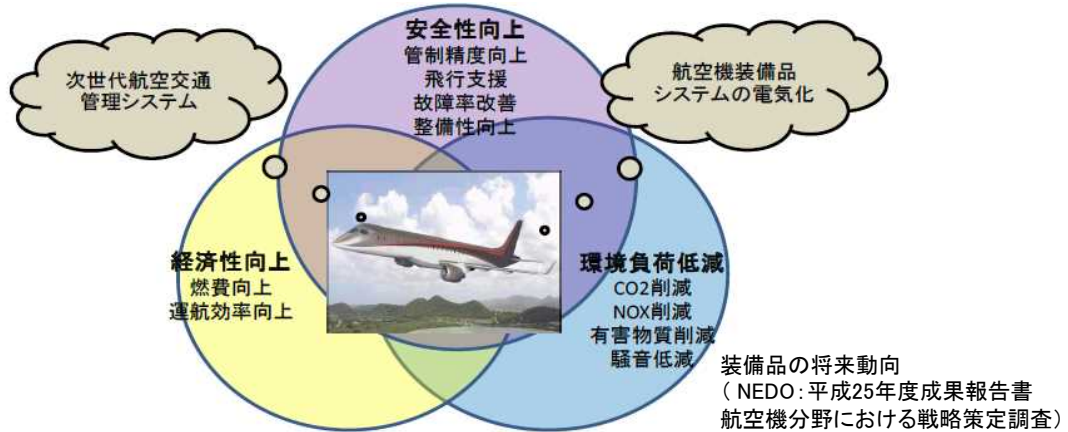 安全性向上
管制精度向上
飛行支援
故障率改善
整備性向上
次世代航空交通
管理システム
航空機装備品
システムの電気化
経済性向上
燃費向上
運航効率向上
環境負荷低減
CO2削減
NOX削減
有害物質削減
騒音低減
装備品の将来動向
（ NEDO：平成25年度成果報告書
航空機分野における戦略策定調査）